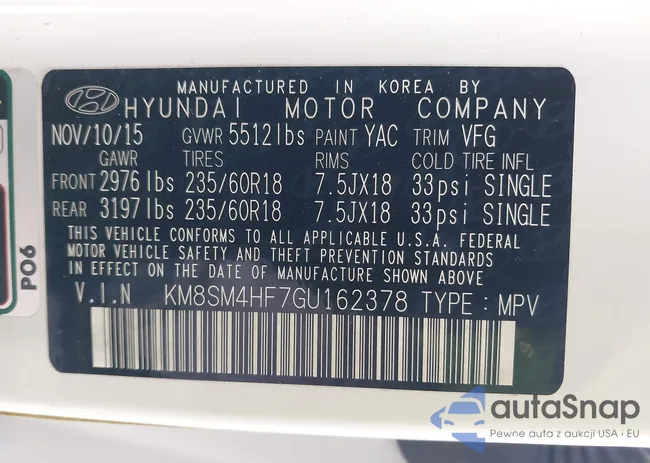 MANUFACTURED IN KOREA BY
HYUNDAI MOTOR COMPANY
NOV/10/15 GVWR 5512lbs PAINT YAC TRIM VFG
GAWR TIRES RIMS COLD TIRE INFL
FRONT 2976lbs 235/60R18 7.5JX18 33psi SINGLE
REAR 3197lbs 235/60R18 7.5JX18 33psi SINGLE
THIS VEHICLE CONFORMS TO ALL APPLICABLE U.S.A. FEDERAL
MOTOR VEHICLE SAFETY AND THEFT PREVENTION STANDARDS
IN EFFECT ON THE DATE OF MANUFACTURE SHOWN ABOVE.
V.I.N KM8SM4HF7GU162378 TYPE : MPV
PO6
autaSnap
Pewne auta z aukcji USA i EU